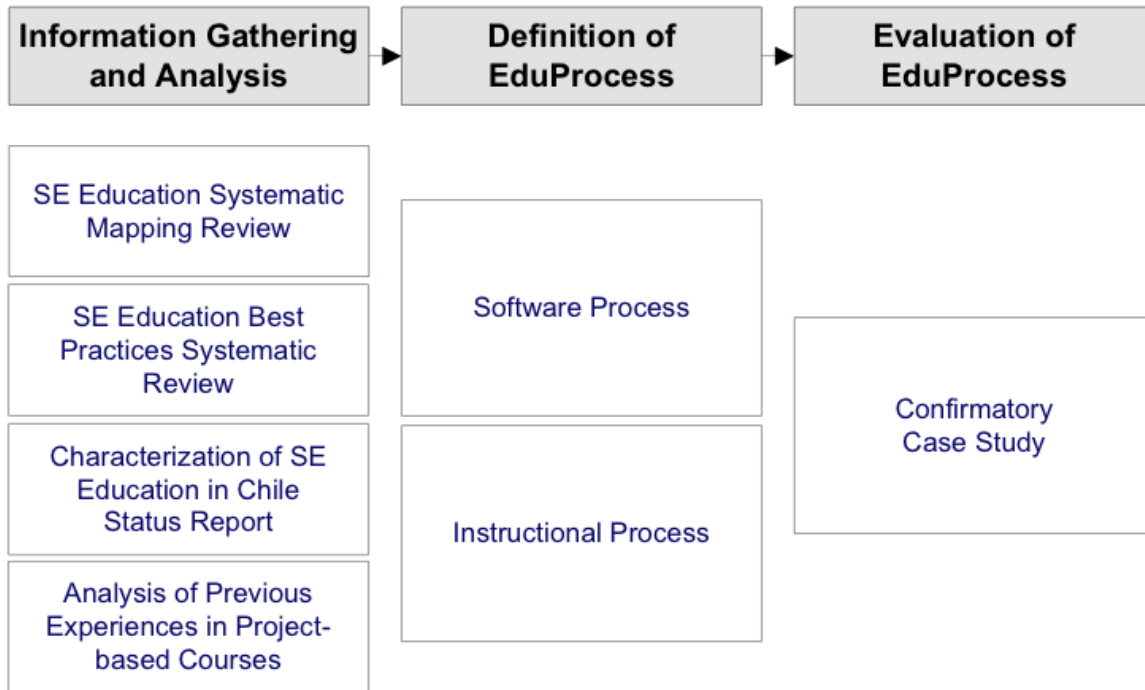 Information Gathering
and Analysis
Definition of
EduProcess
Evaluation of
EduProcess
SE Education Systematic
Mapping Review
SE Education Best
Practices Systematic
Review
Characterization of SE
Education in Chile
Status Report
Analysis of Previous
Experiences in Project-
based Courses
Software Process
Instructional Process
Confirmatory
Case Study